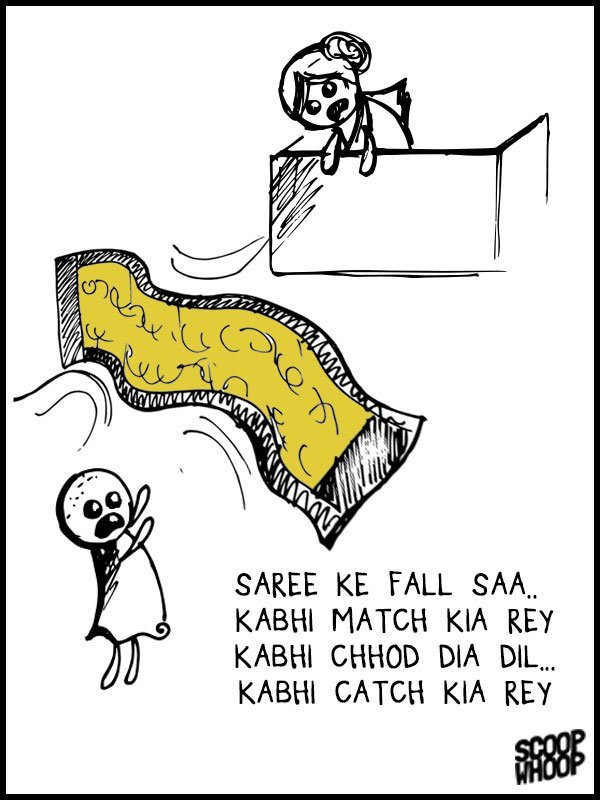 SAREE KE FALL SAA..
KABHI MATCH KIA REY
KABHI CHHOD DIA DIL...
KABHI CATCH KIA REY
SCOOP
WHOOP